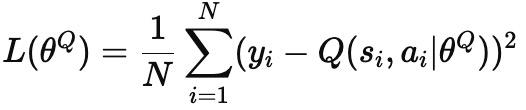 L(θ^Q) = \frac{1}{N} \sum_{i=1}^{N} (y_i − Q(s_i, a_i|θ^Q))^2